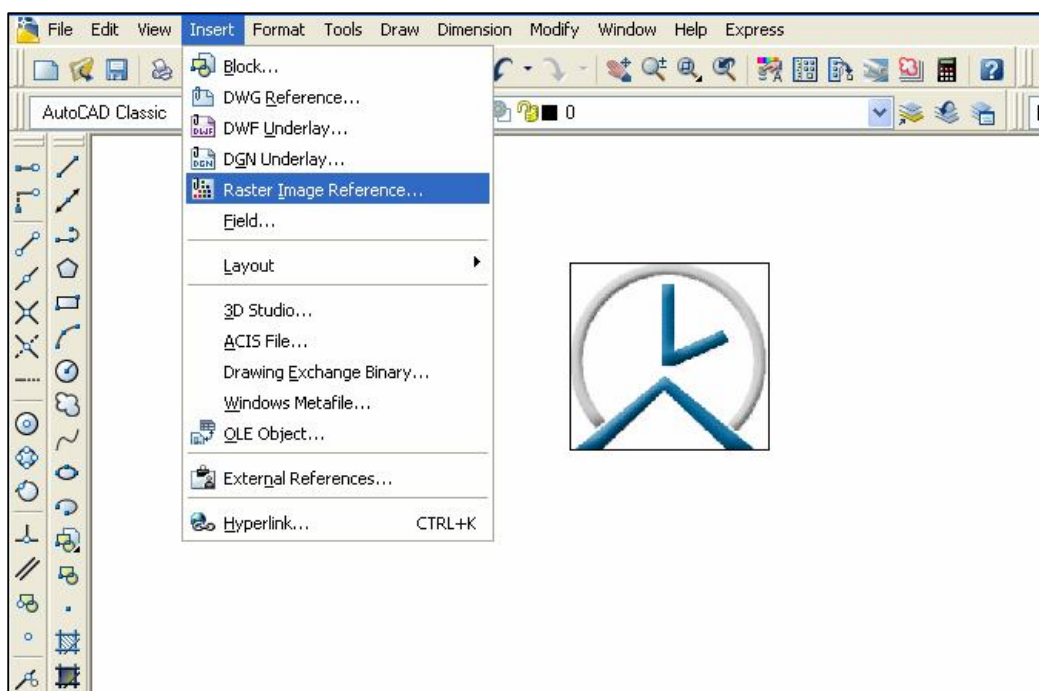 File Edit View Insert Format Tools Draw Dimension Modify Window Help Express
Block...
DWG Reference...
AutoCAD Classic
0
DWF Underlay...
DGN Underlay...
Raster Image Reference...
Field...
Layout
3D Studio...
ACIS File...
Drawing Exchange Binary...
Windows Metafile...
OLE Object...
External References...
Hyperlink... CTRL+K